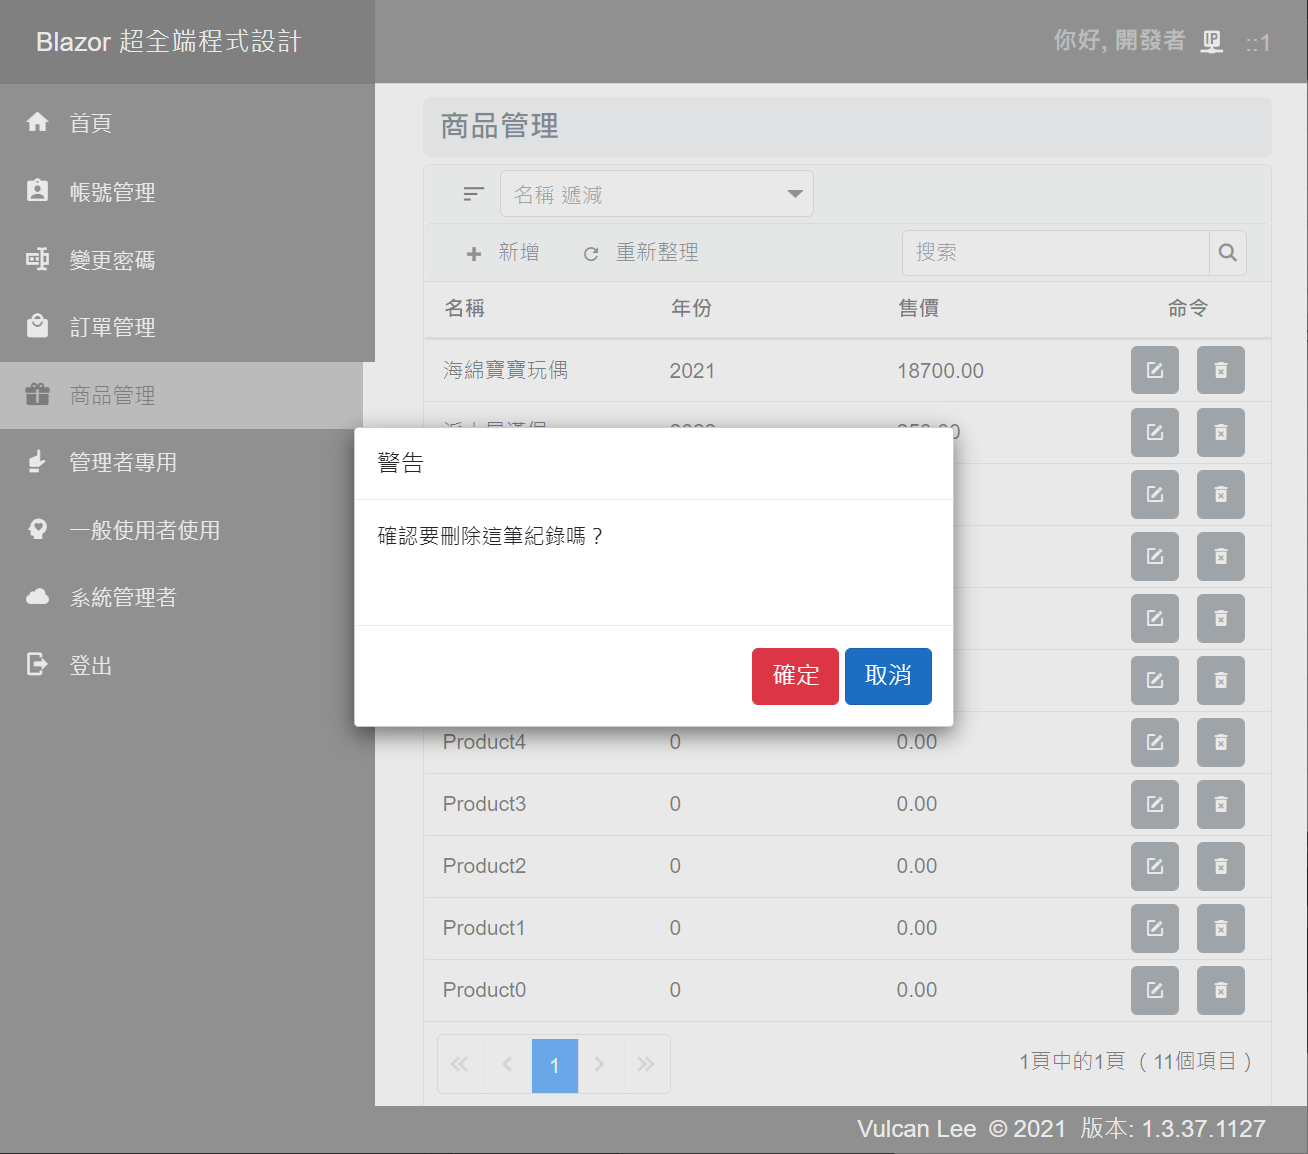 Blazor 超全端程式設計
你好, 開發者 IP ::1
首頁
帳號管理
變更密碼
訂單管理
商品管理
管理者專用
一般使用者使用
系統管理者
登出
商品管理
名稱 遞減
新增 重新整理 搜索
名稱 年份 售價 命令
海綿寶寶玩偶 2021 18700.00
警告
確認要刪除這筆紀錄嗎？
確定 取消
Product4 0 0.00
Product3 0 0.00
Product2 0 0.00
Product1 0 0.00
Product0 0 0.00
1 1頁中的1頁 （ 11個項目 ）
Vulcan Lee © 2021 版本: 1.3.37.1127